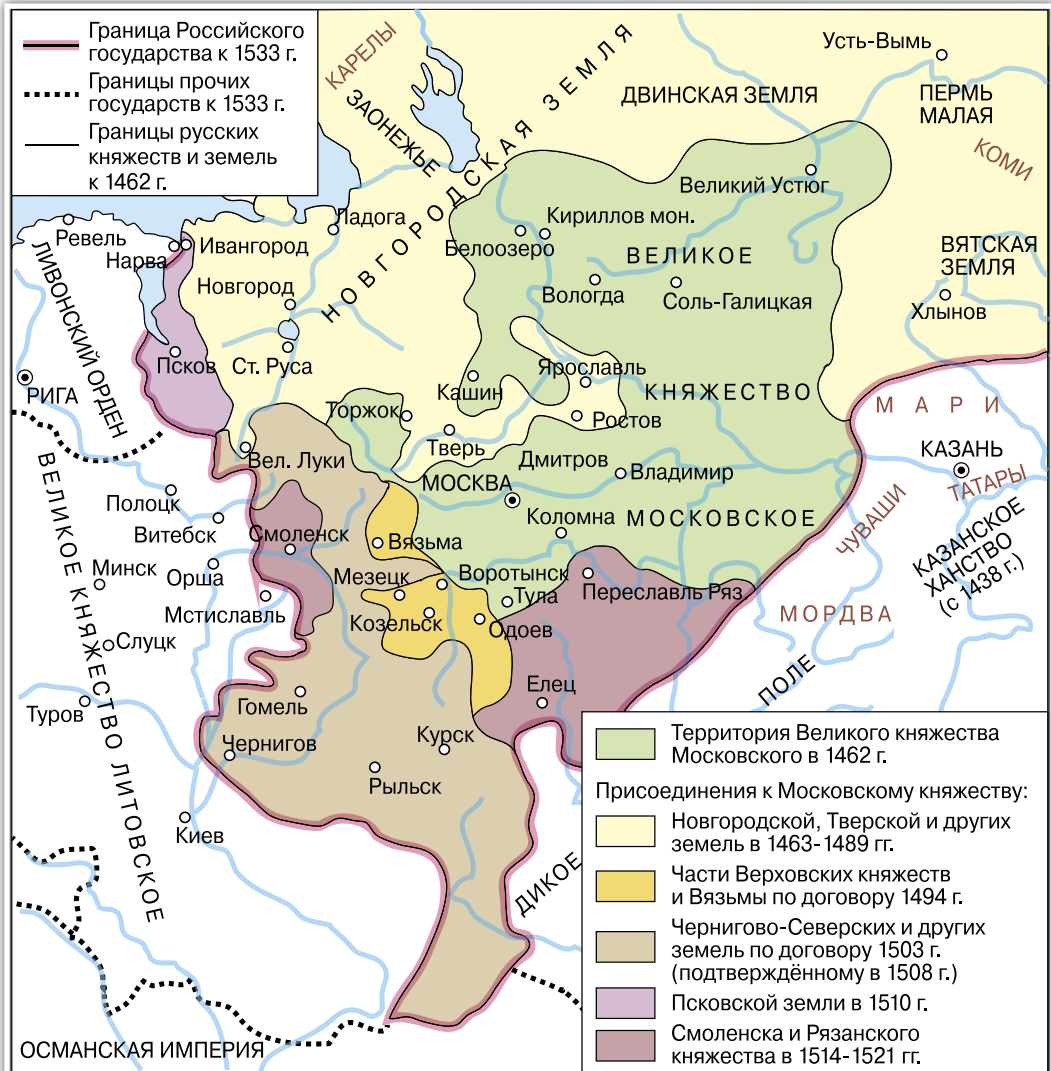 Граница Российского
государства к 1533 г.
Границы прочих
государств к 1533 г.
Границы русских
княжеств и земель
к 1462 г.
КАРЕЛЫ
ЗАОНЕЖЬЕ
НОВГОРОДСКАЯ ЗЕМЛЯ
ДВИНСКАЯ ЗЕМЛЯ
Усть-Вымь
ПЕРМЬ
МАЛАЯ
КОМИ
Великий Устюг
Ладога
Кириллов мон.
Белоозеро
ВЕЛИКОЕ
Ревель
Нарва
Ивангород
ЛИВОНСКИЙ ОРДЕН
Новгород
Вологда
Соль-Галицкая
ВЯТСКАЯ
ЗЕМЛЯ
Хлынов
Псков
Ст. Руса
РИГА
Кашин
Ярославль
КНЯЖЕСТВО
Торжок
Ростов
МАРИ
Тверь
Вел. Луки
Дмитров
Владимир
КАЗАНЬ
ТАТАРЫ
МОСКВА
Полоцк
Витебск
Смоленск
Вязьма
Коломна
МОСКОВСКОЕ
ЧУВАШИ
КАЗАНСКОЕ
ХАНСТВО
(с 1438 г.)
ВЕЛИКОЕ КНЯЖЕСТВО ЛИТОВСКОЕ
Минск
Орша
Мезецк
Воротынск
Тула
Переславль Ряз.
Мстиславль
Козельск
Одоев
МОРДВА
Слуцк
Туров
Гомель
Елец
ДИКОЕ ПОЛЕ
Чернигов
Курск
Рыльск
Киев
ОСМАНСКАЯ ИМПЕРИЯ
Территория Великого княжества
Московского в 1462 г.
Присоединения к Московскому княжеству:
Новгородской, Тверской и других
земель в 1463-1489 гг.
Части Верховских княжеств
и Вязьмы по договору 1494 г.
Чернигово-Северских и других
земель по договору 1503 г.
(подтверждённому в 1508 г.)
Псковской земли в 1510 г.
Смоленска и Рязанского
княжества в 1514-1521 гг.